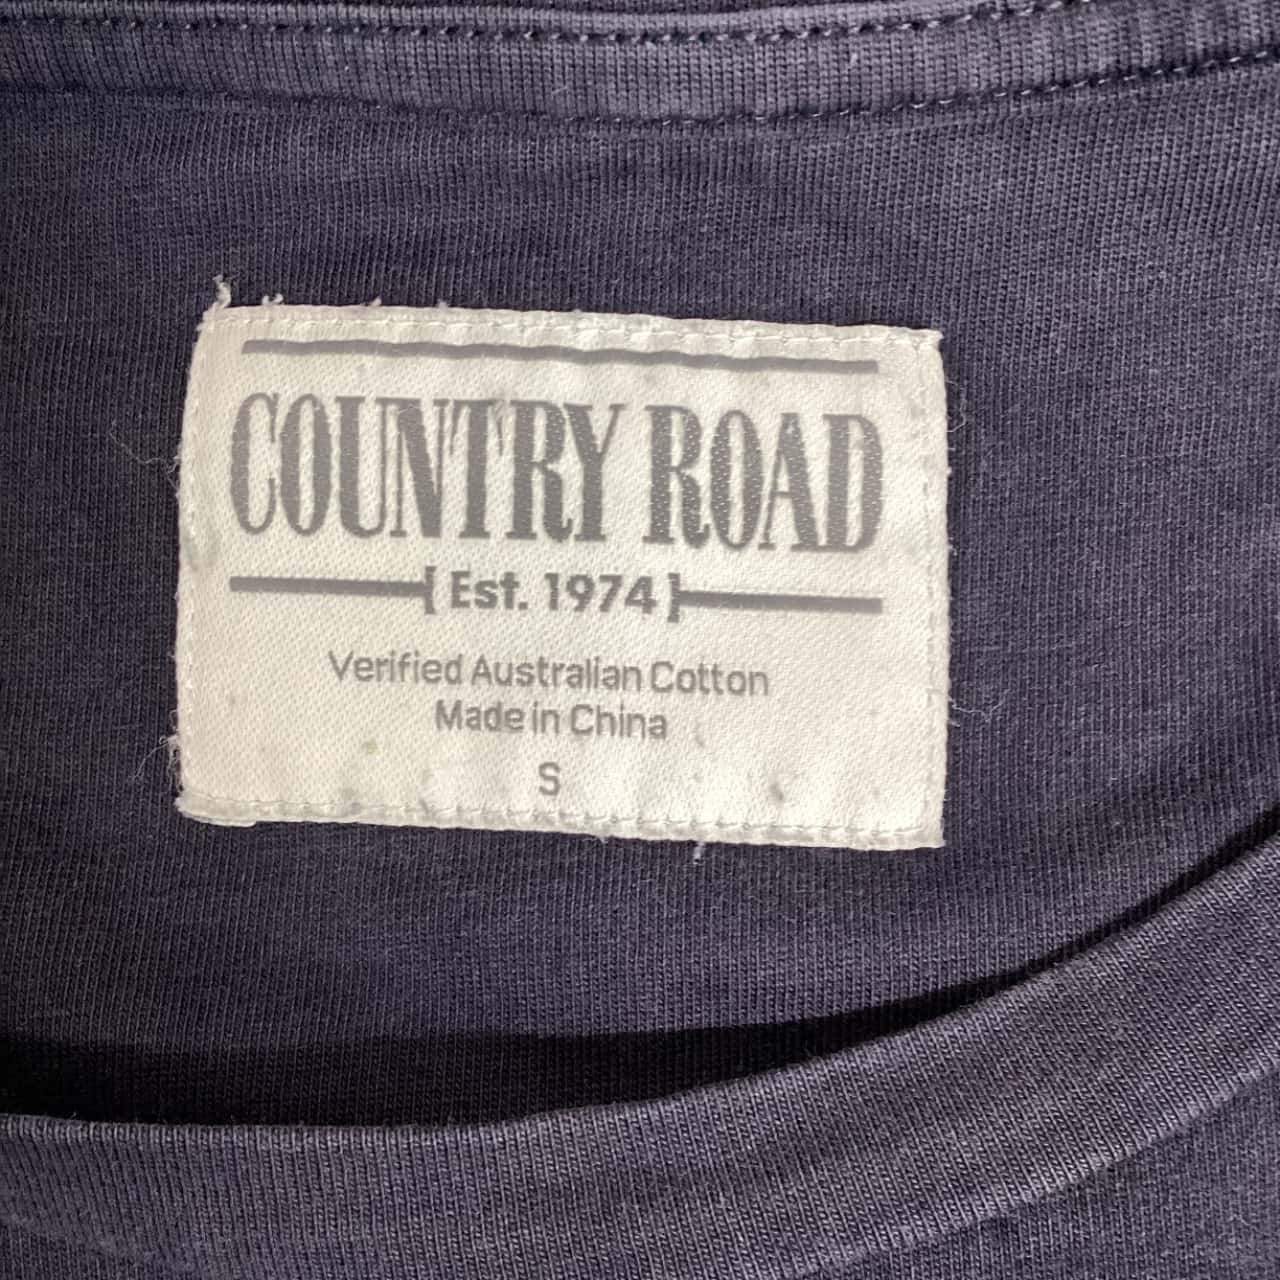 COUNTRY ROAD
[ Est. 1974 ]
Verified Australian Cotton
Made in China
S